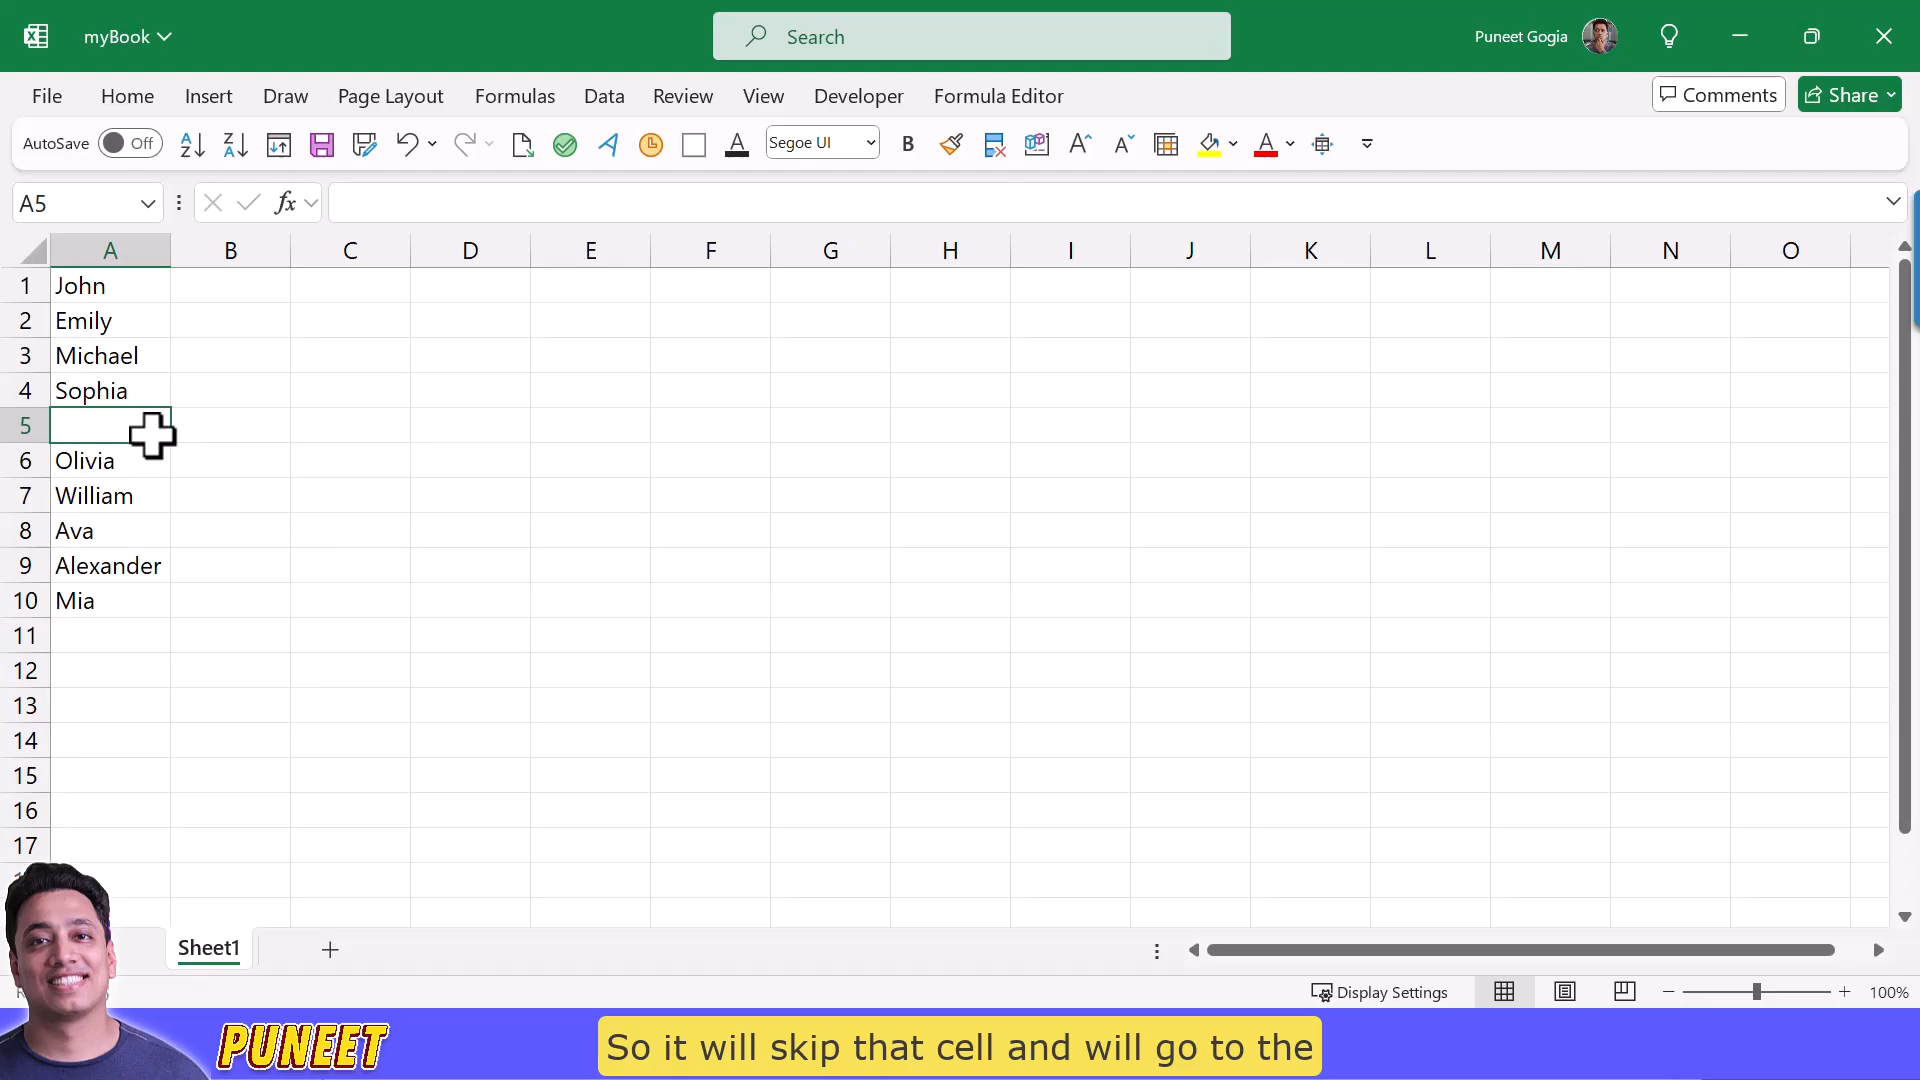 myBook
Search
Puneet Gogia
File Home Insert Draw Page Layout Formulas Data Review View Developer Formula Editor
Comments Share
AutoSave Off
Segoe UI
B
A5
fx
A B C D E F G H I J K L M N O
1 John
2 Emily
3 Michael
4 Sophia
5
6 Olivia
7 William
8 Ava
9 Alexander
10 Mia
11
12
13
14
15
16
17
Sheet1
Display Settings
100%
PUNEET
So it will skip that cell and will go to the